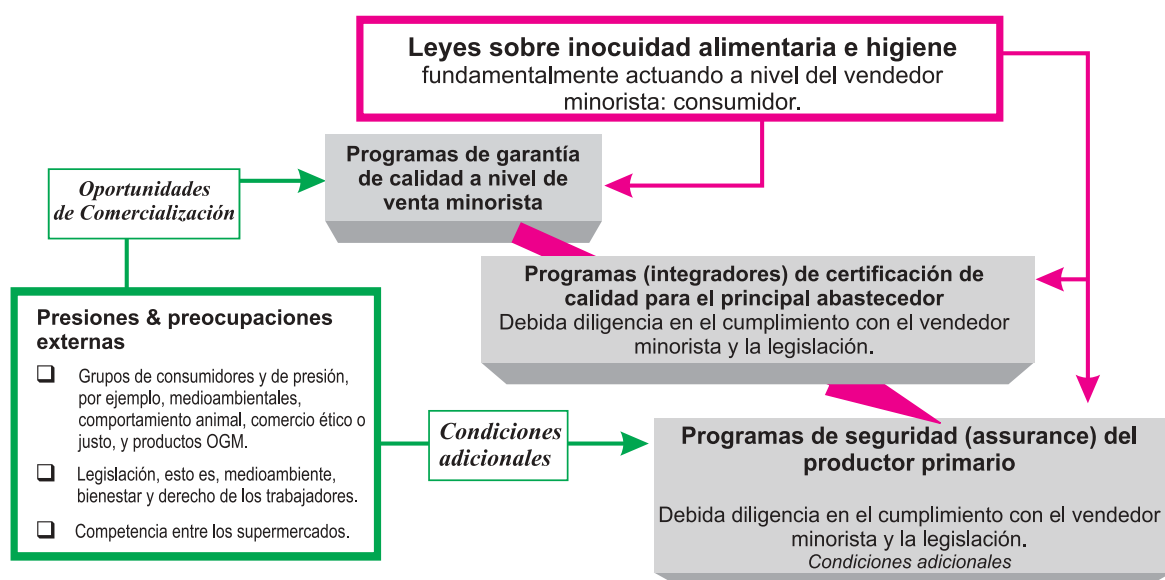 Leyes sobre inocuidad alimentaria e higiene
fundamentalmente actuando a nivel del vendedor
minorista: consumidor.
Programas de garantía
de calidad a nivel de
venta minorista
Oportunidades
de Comercialización
Programas (integradores) de certificación de
calidad para el principal abastecedor
Debida diligencia en el cumplimiento con el vendedor
minorista y la legislación.
Presiones & preocupaciones
externas
❑ Grupos de consumidores y de presión,
por ejemplo, medioambientales,
comportamiento animal, comercio ético o
justo, y productos OGM.
❑ Legislación, esto es, medioambiente,
bienestar y derecho de los trabajadores.
❑ Competencia entre los supermercados.
Condiciones
adicionales
Programas de seguridad (assurance) del
productor primario
Debida diligencia en el cumplimiento con el vendedor
minorista y la legislación.
Condiciones adicionales